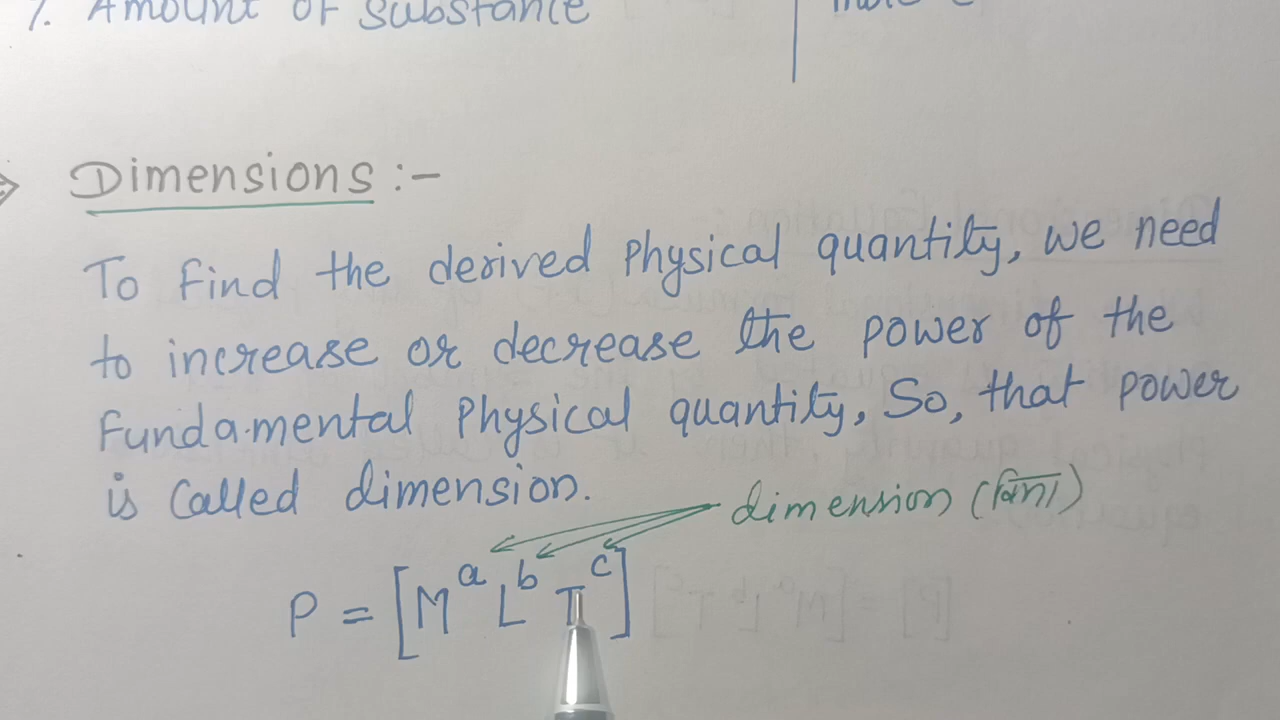 7. Amount of Substance
Dimensions :-
To find the derived Physical quantity, we need
to increase or decrease the power of the
fundamental Physical quantity, So, that power
is Called dimension.
dimension (विमा)
P = [M^a L^b T^c]